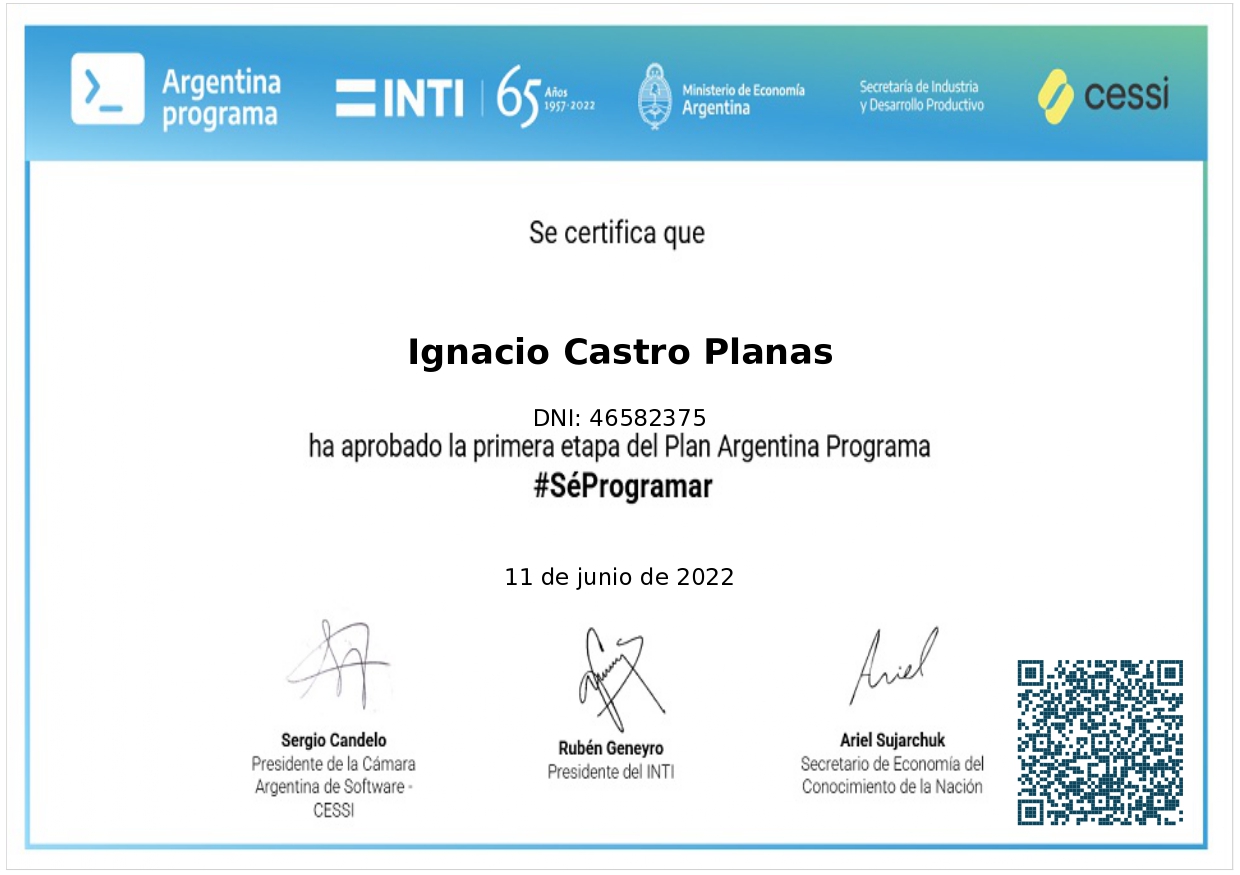 Argentina
programa
INTI
65 Años
1957·2022
Ministerio de Economía
Argentina
Secretaría de Industria
y Desarrollo Productivo
cessi
Se certifica que
Ignacio Castro Planas
DNI: 46582375
ha aprobado la primera etapa del Plan Argentina Programa
#SéProgramar
11 de junio de 2022
Ariel
Sergio Candelo
Presidente de la Cámara
Argentina de Software -
CESSI
Rubén Geneyro
Presidente del INTI
Ariel Sujarchuk
Secretario de Economía del
Conocimiento de la Nación